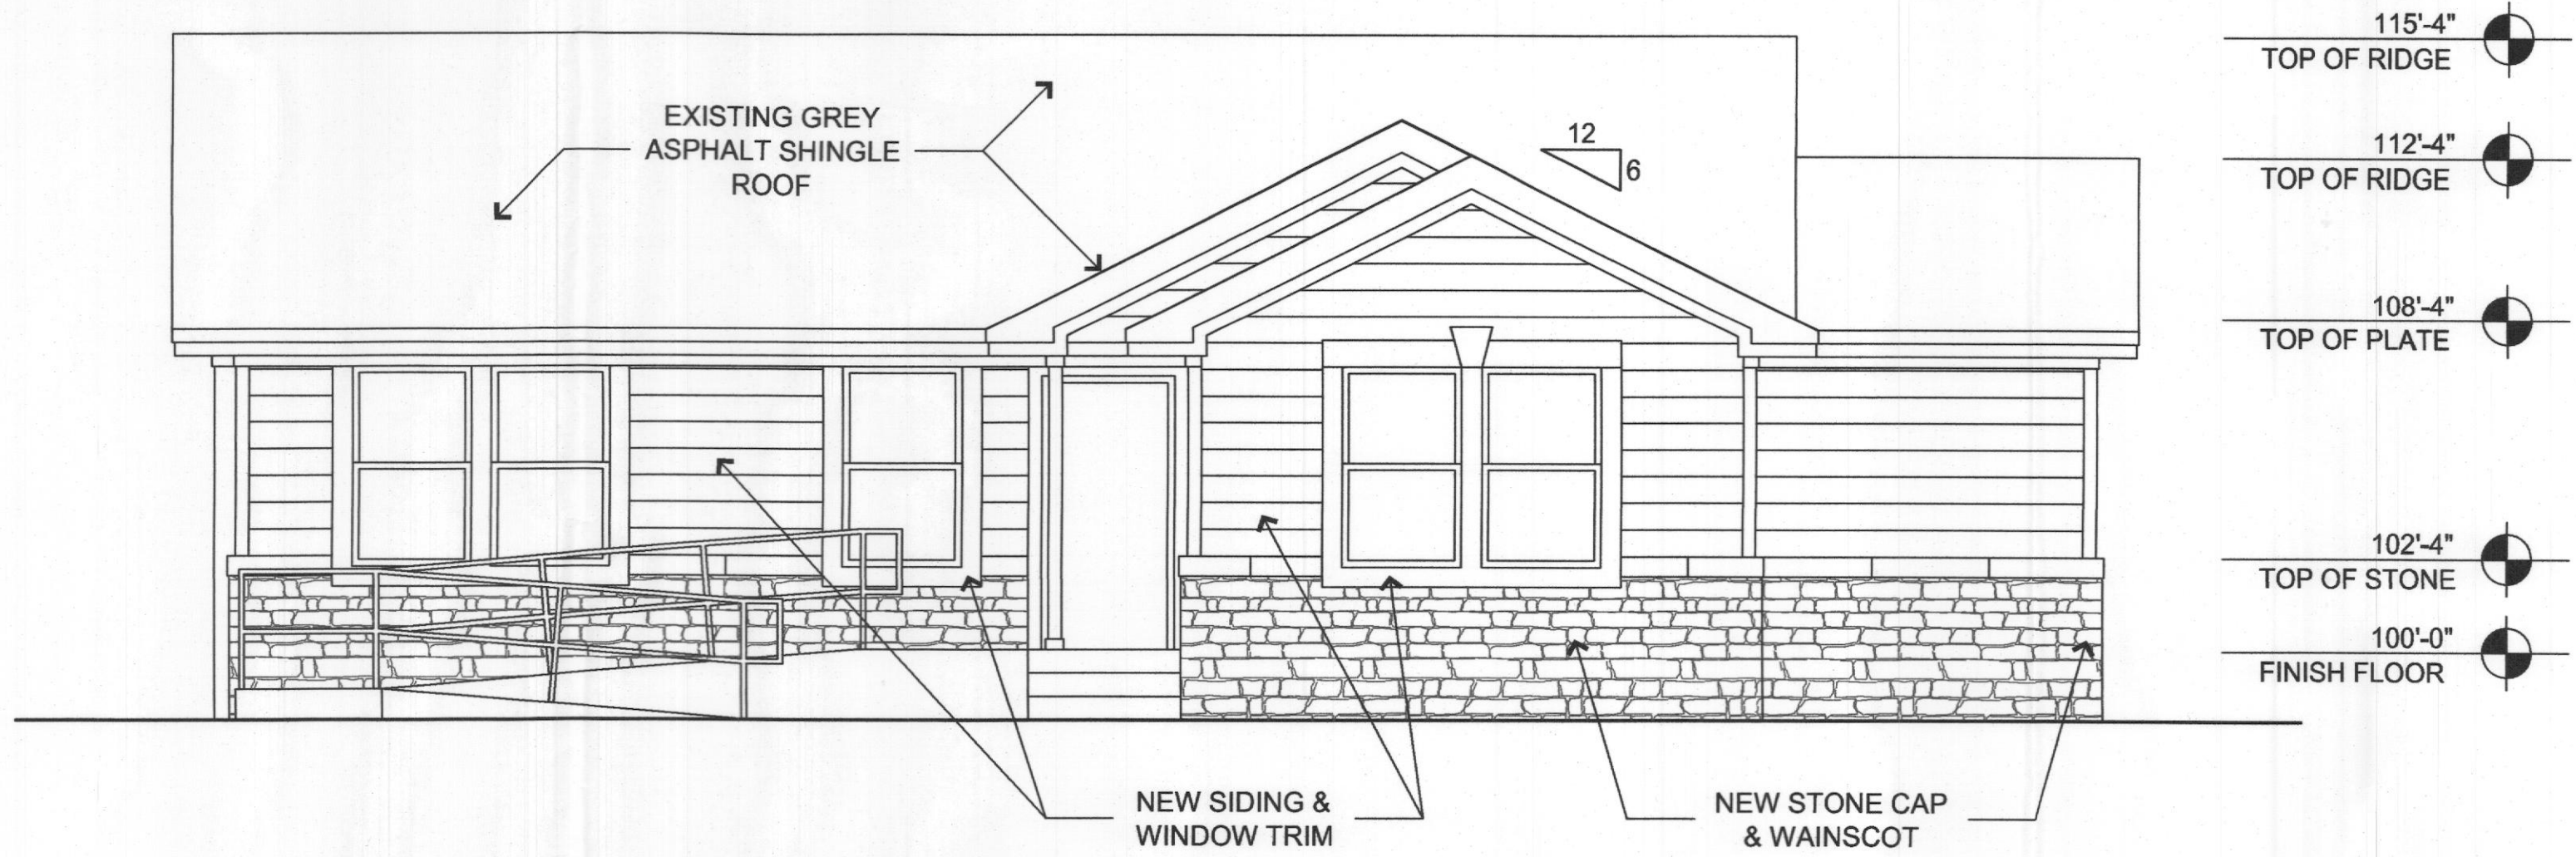 115'-4"
TOP OF RIDGE
EXISTING GREY
ASPHALT SHINGLE
ROOF
12
6
112'-4"
TOP OF RIDGE
108'-4"
TOP OF PLATE
102'-4"
TOP OF STONE
100'-0"
FINISH FLOOR
NEW SIDING &
WINDOW TRIM
NEW STONE CAP
& WAINSCOT